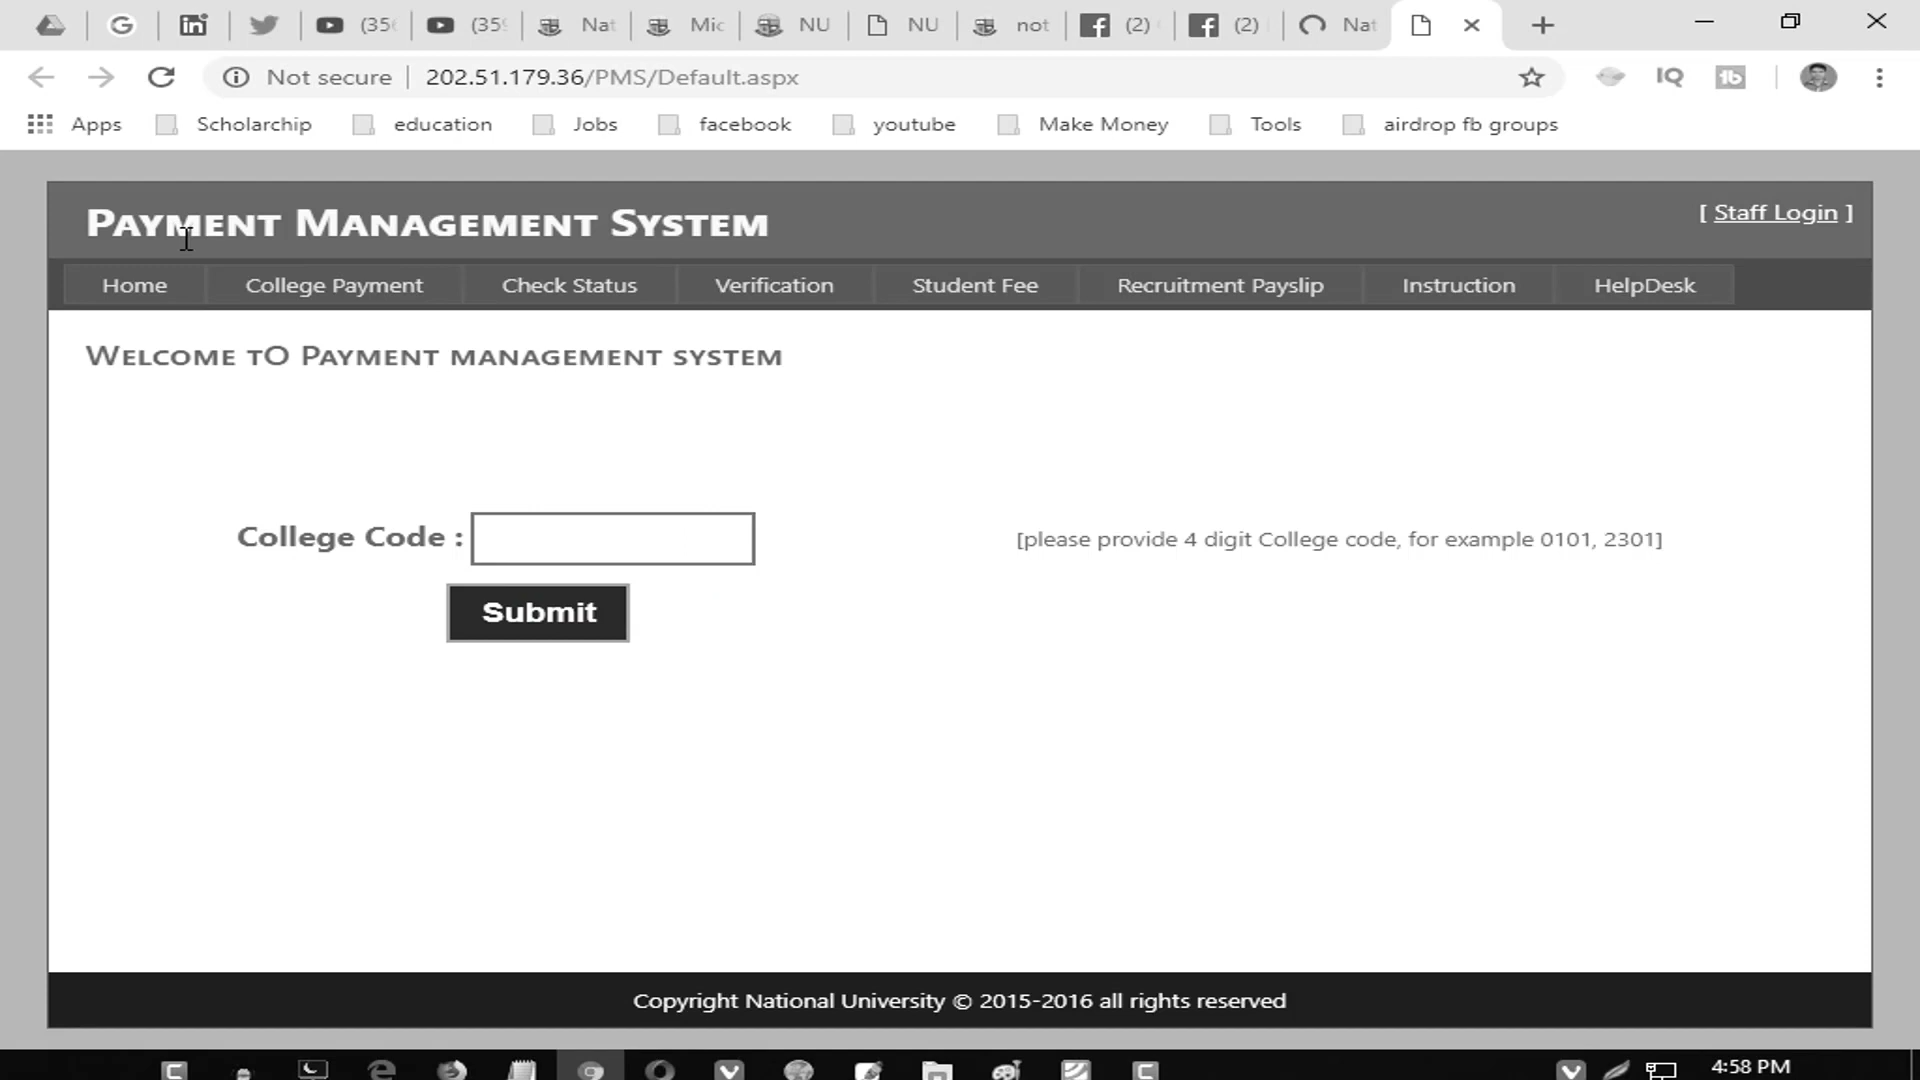 (35
(35
Nat
Mic
NU
NU
not
(2)
(2)
Nat
Not secure | 202.51.179.36/PMS/Default.aspx
IQ
Apps Scholarchip education Jobs facebook youtube Make Money Tools airdrop fb groups
PAYMENT MANAGEMENT SYSTEM
[ Staff Login ]
Home College Payment Check Status Verification Student Fee Recruitment Payslip Instruction HelpDesk
WELCOME TO PAYMENT MANAGEMENT SYSTEM
College Code :
[please provide 4 digit College code, for example 0101, 2301]
Submit
Copyright National University © 2015-2016 all rights reserved
4:58 PM